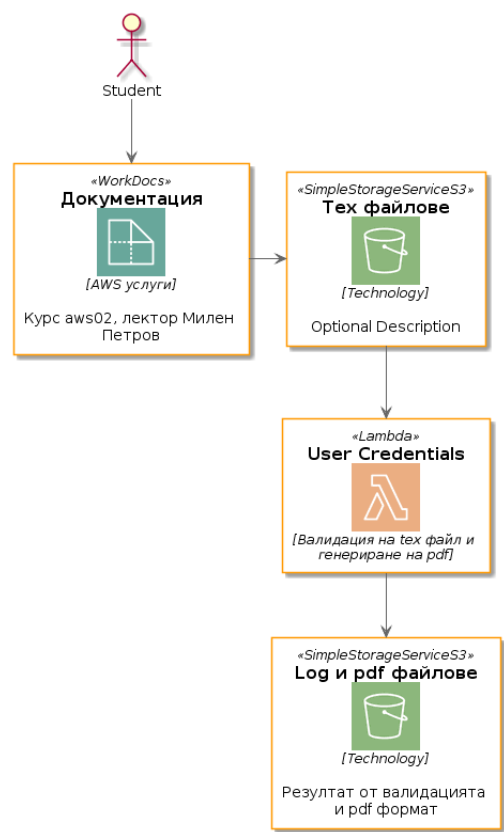 Student
«WorkDocs»
Документация
[AWS услуги]
Курс aws02, лектор Милен
Петров
«SimpleStorageServiceS3»
Tex файлове
[Technology]
Optional Description
«Lambda»
User Credentials
[Валидация на tex файл и
генериране на pdf]
«SimpleStorageServiceS3»
Log и pdf файлове
[Technology]
Резултат от валидацията
и pdf формат